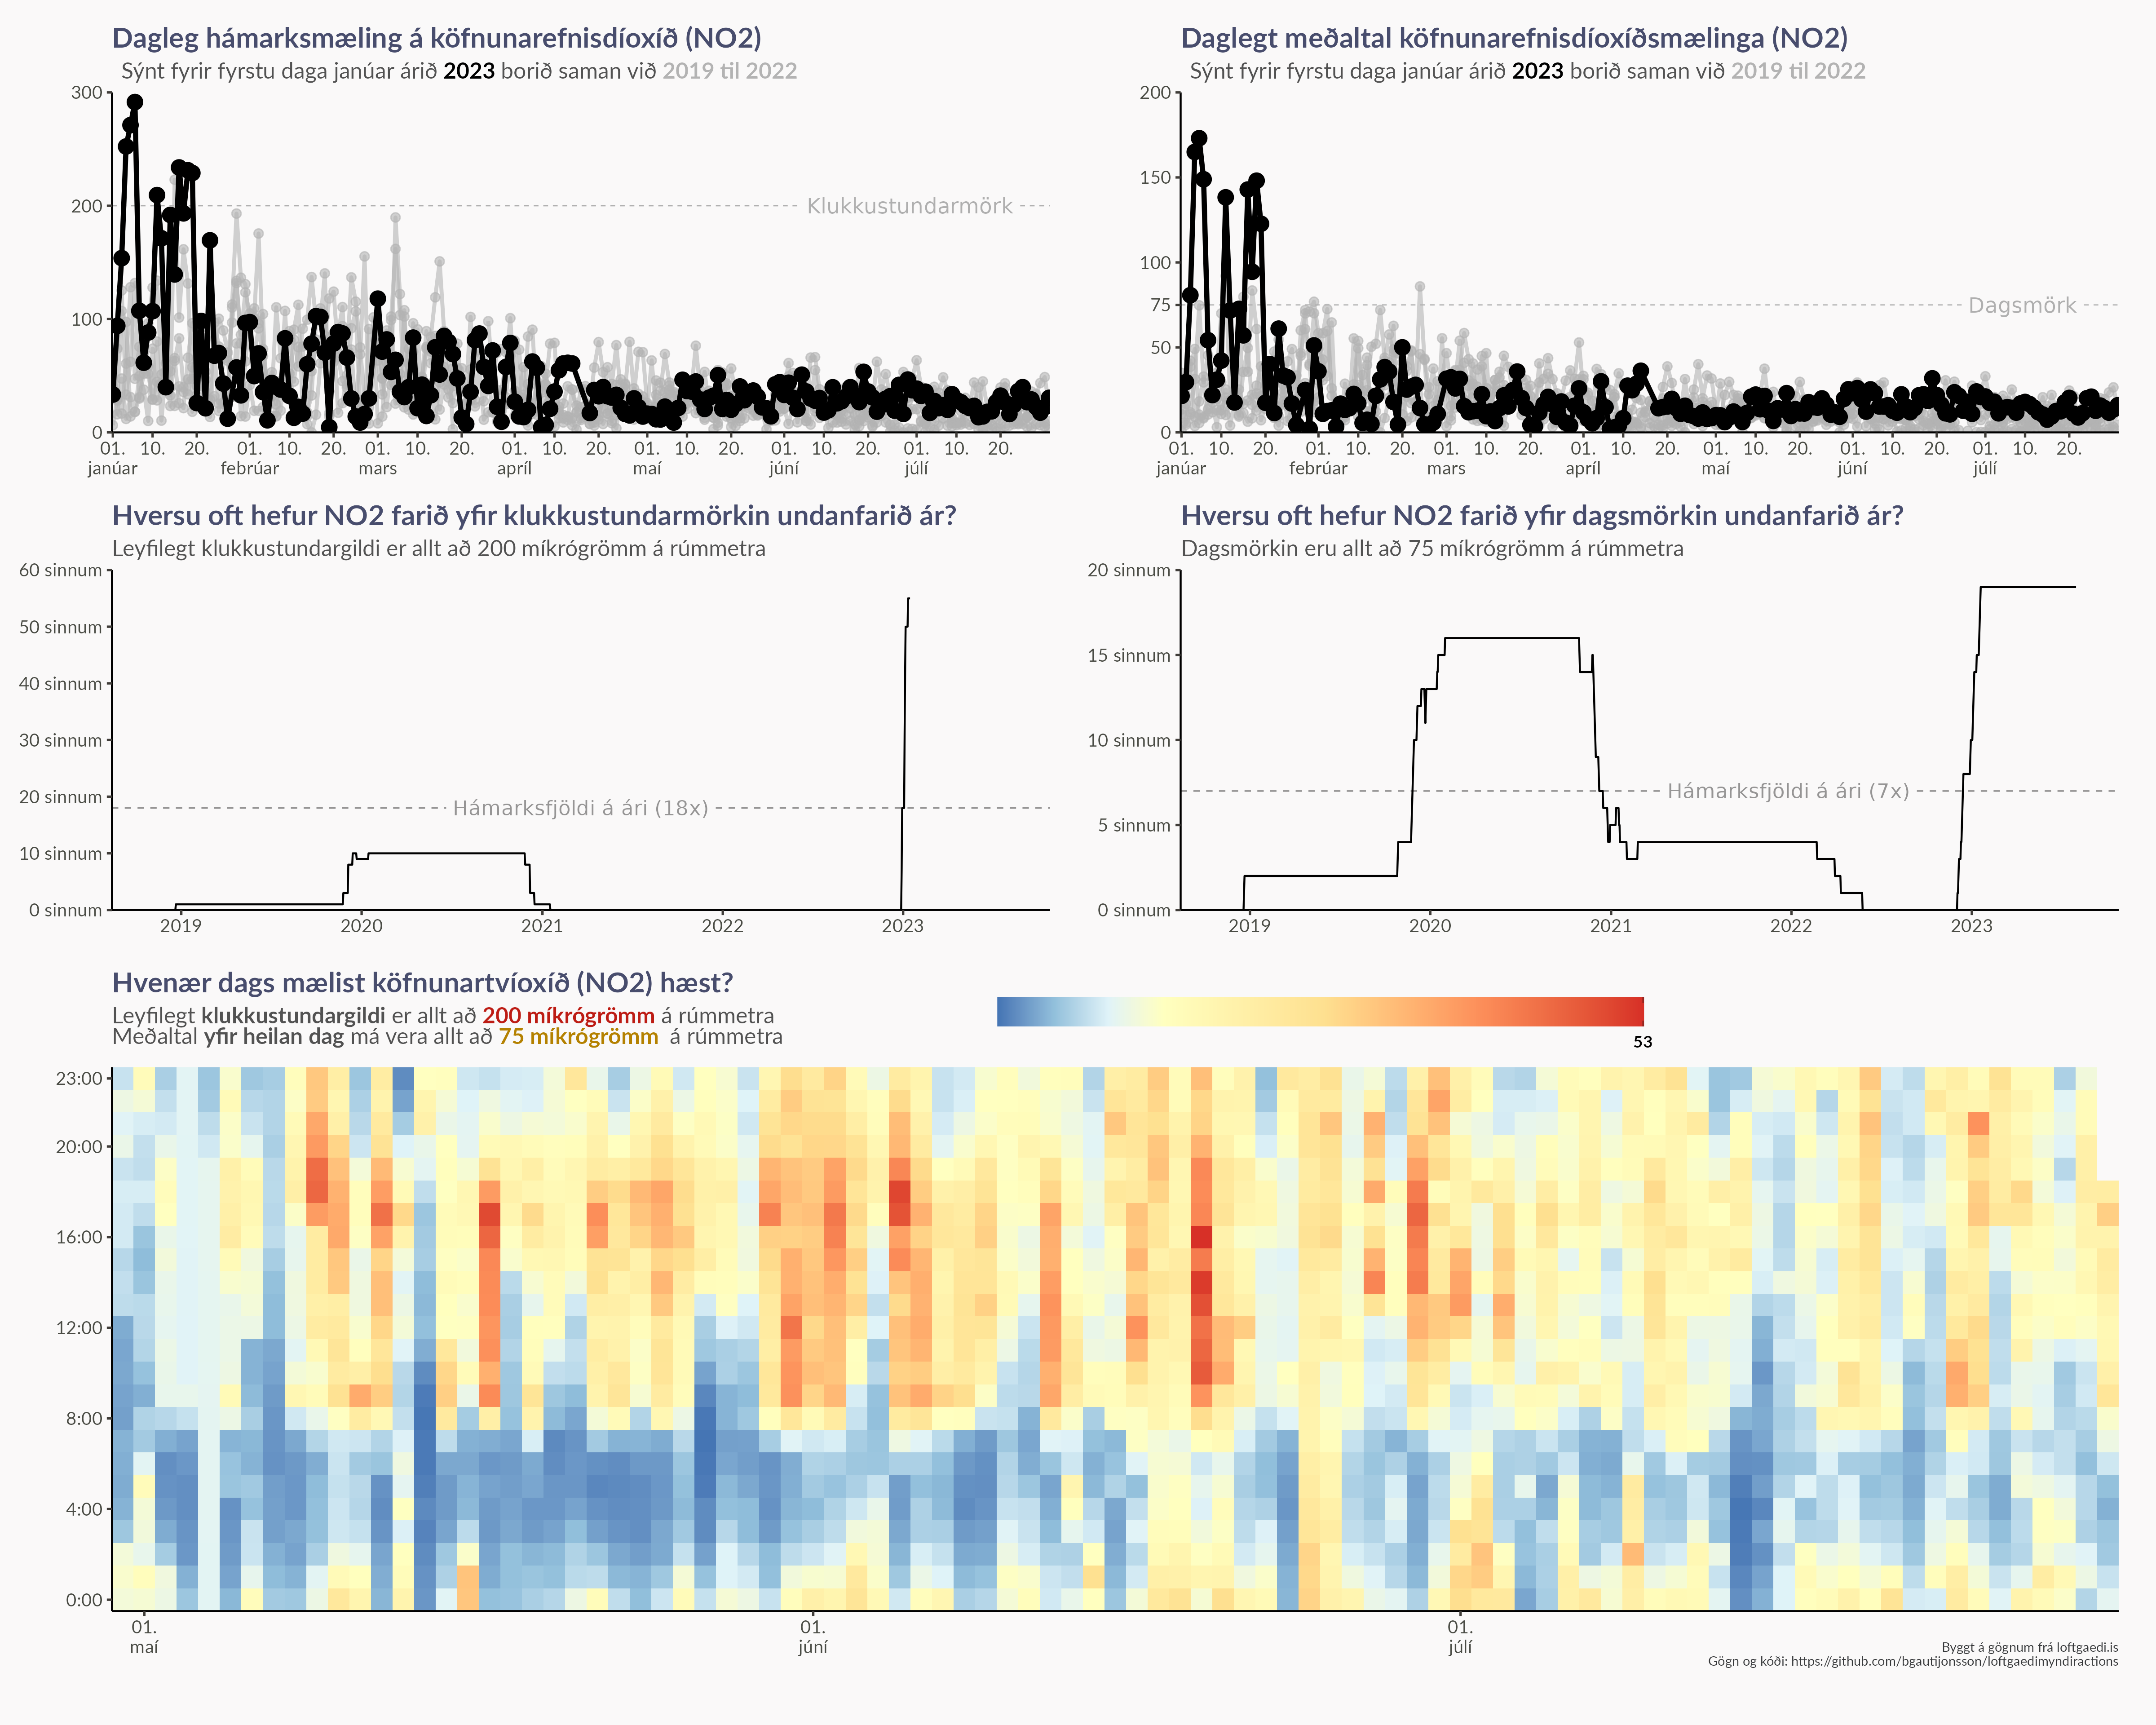 Dagleg hámarksmæling á köfnunarefnisdíoxíð (NO2)
Sýnt fyrir fyrstu daga janúar árið 2023 borið saman við 2019 til 2022
300
200
100
0
Klukkustundarmörk
01. 10. 20. 01. 10. 20. 01. 10. 20. 01. 10. 20. 01. 10. 20. 01. 10. 20. 01. 10. 20.
janúar febrúar mars apríl maí júní júlí
Daglegt meðaltal köfnunarefnisdíoxíðsmælinga (NO2)
Sýnt fyrir fyrstu daga janúar árið 2023 borið saman við 2019 til 2022
200
150
100
75
50
0
Dagsmörk
01. 10. 20. 01. 10. 20. 01. 10. 20. 01. 10. 20. 01. 10. 20. 01. 10. 20. 01. 10. 20.
janúar febrúar mars apríl maí júní júlí
Hversu oft hefur NO2 farið yfir klukkustundarmörkin undanfarið ár?
Leyfilegt klukkustundargildi er allt að 200 míkrógrömm á rúmmetra
60 sinnum
50 sinnum
40 sinnum
30 sinnum
20 sinnum
10 sinnum
0 sinnum
Hámarksfjöldi á ári (18x)
2019 2020 2021 2022 2023
Hversu oft hefur NO2 farið yfir dagsmörkin undanfarið ár?
Dagsmörkin eru allt að 75 míkrógrömm á rúmmetra
20 sinnum
15 sinnum
10 sinnum
5 sinnum
0 sinnum
Hámarksfjöldi á ári (7x)
2019 2020 2021 2022 2023
Hvenær dags mælist köfnunartvíoxíð (NO2) hæst?
Leyfilegt klukkustundargildi er allt að 200 míkrógrömm á rúmmetra
Meðaltal yfir heilan dag má vera allt að 75 míkrógrömm á rúmmetra
53
23:00
20:00
16:00
12:00
8:00
4:00
0:00
01. 01. 01.
maí júní júlí
Byggt á gögnum frá loftgaedi.is
Gögn og kóði: https://github.com/bgautijonsson/loftgaedimyndiractions